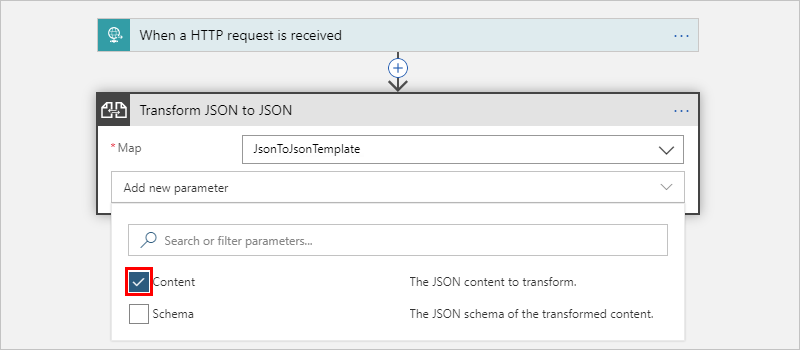 When a HTTP request is received
Transform JSON to JSON
* Map JsonToJsonTemplate
Add new parameter
Search or filter parameters...
Content The JSON content to transform.
Schema The JSON schema of the transformed content.